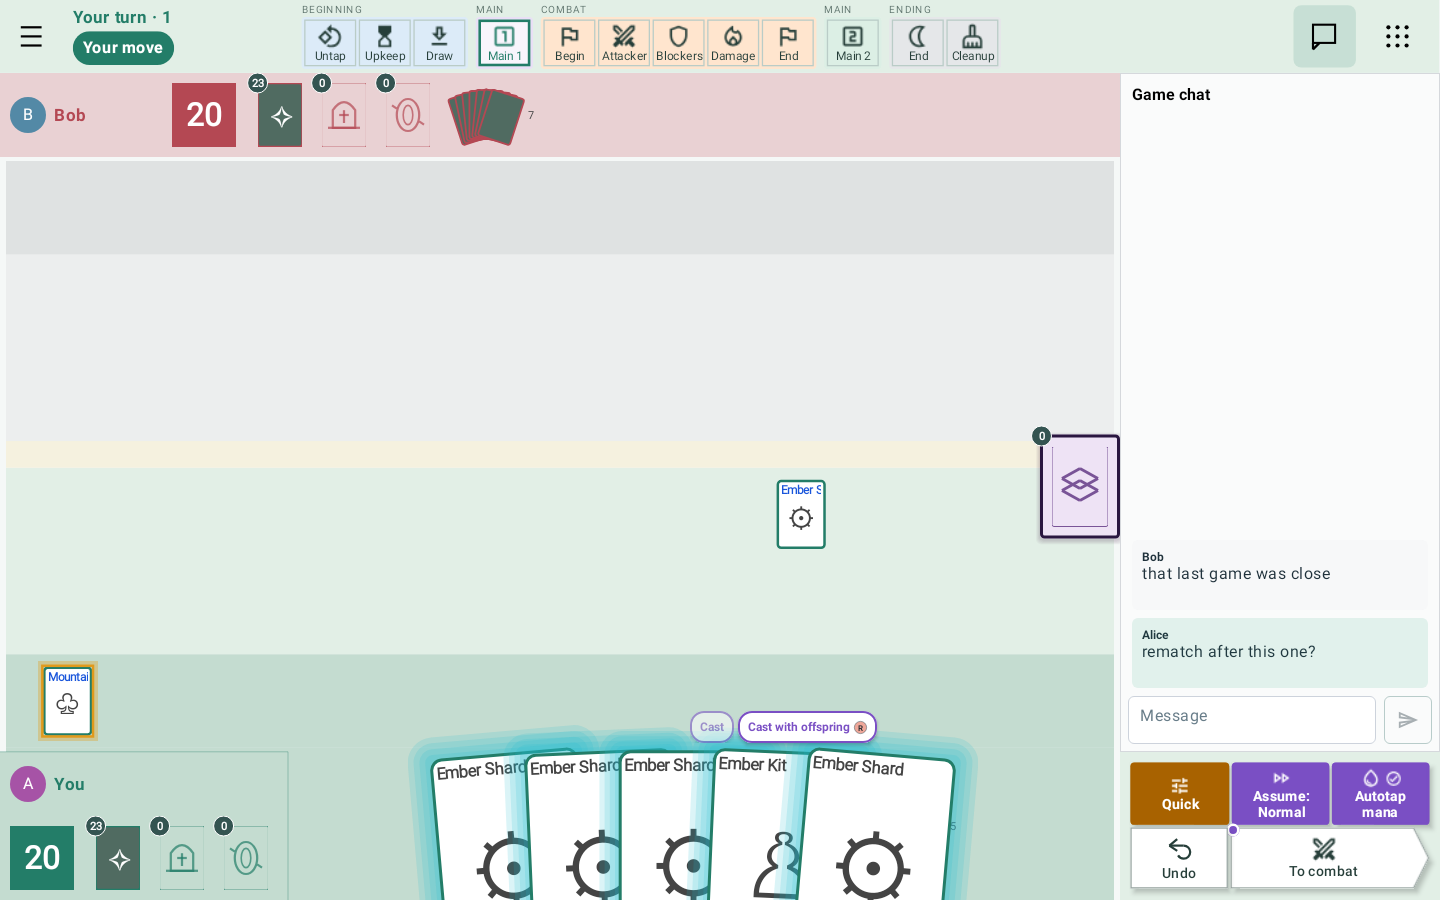 Your turn · 1
Your move
BEGINNING
MAIN
COMBAT
MAIN
ENDING
Untap
Upkeep
Draw
1
Main 1
Begin
Attacker
Blockers
Damage
End
2
Main 2
End
Cleanup
B
Bob
20
23
0
0
7
Game chat
0
Ember S
Bob
that last game was close
Alice
rematch after this one?
Message
Mountai
Cast
Cast with offspring R
A
You
20
23
0
0
Ember Shard
Ember Shard
Ember Shard
Ember Kit
Ember Shard
5
Quick
Assume:
Normal
Autotap
mana
Undo
To combat